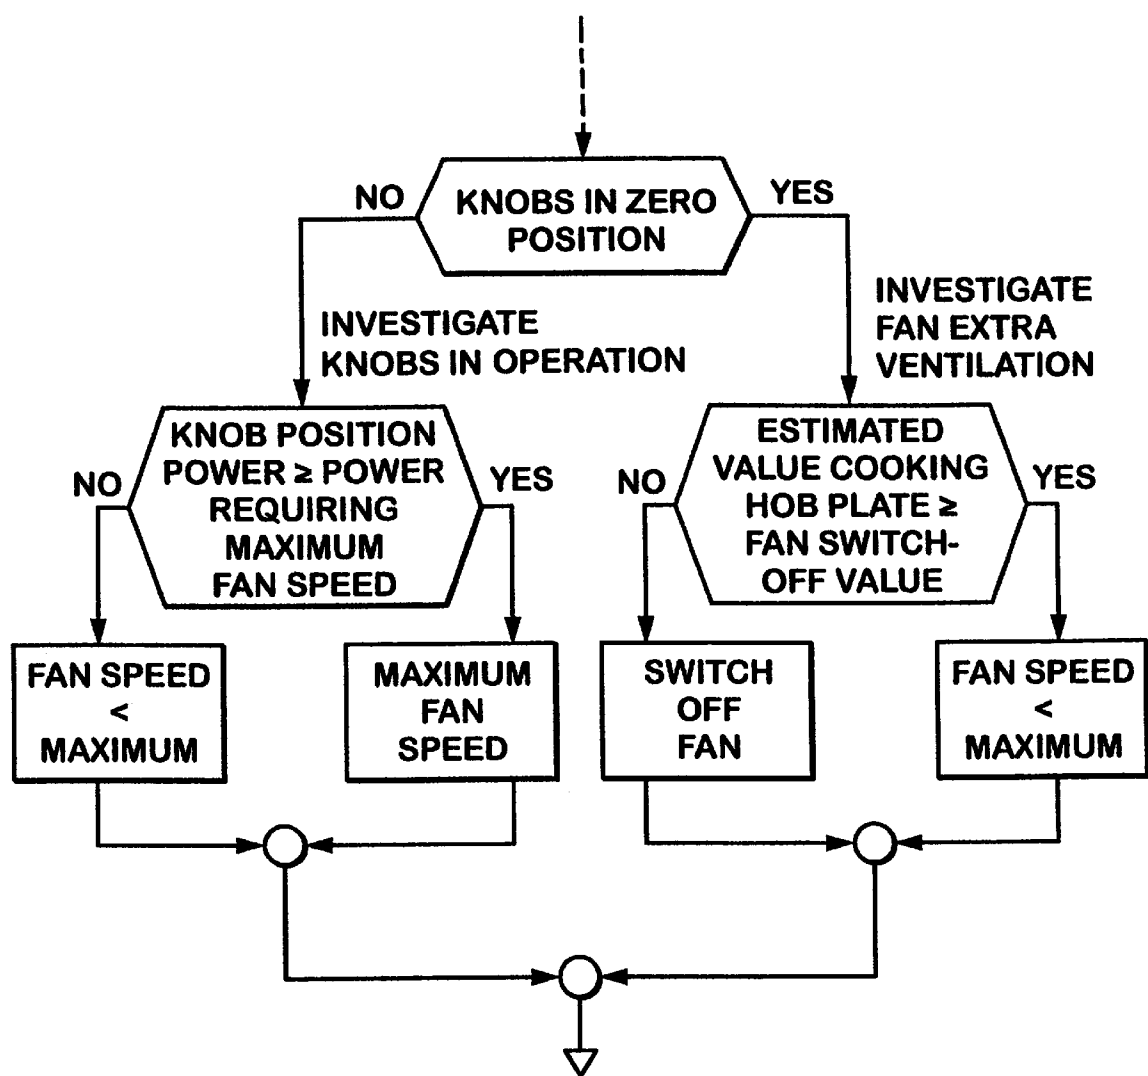 NO
KNOBS IN ZERO
POSITION
YES
INVESTIGATE
KNOBS IN OPERATION
INVESTIGATE
FAN EXTRA
VENTILATION
NO
KNOB POSITION
POWER ≥ POWER
REQUIRING
MAXIMUM
FAN SPEED
YES
NO
ESTIMATED
VALUE COOKING
HOB PLATE ≥
FAN SWITCH-
OFF VALUE
YES
FAN SPEED
<
MAXIMUM
MAXIMUM
FAN
SPEED
SWITCH
OFF
FAN
FAN SPEED
<
MAXIMUM